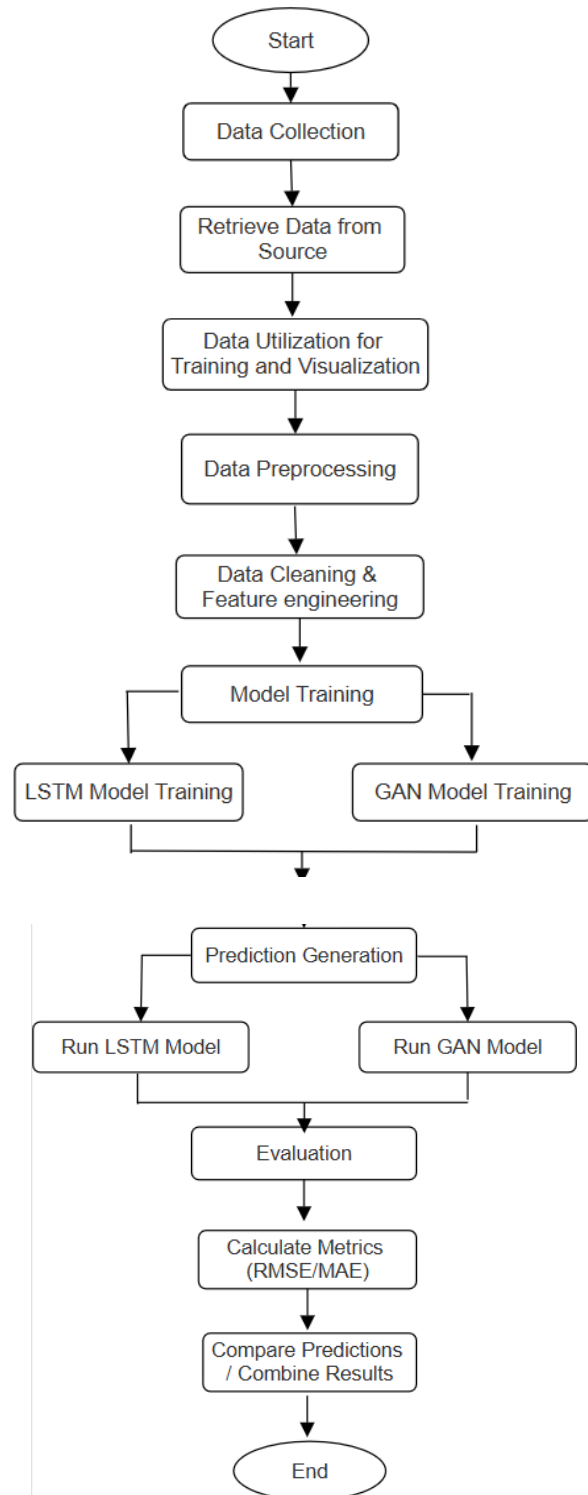 Start
Data Collection
Retrieve Data from
Source
Data Utilization for
Training and Visualization
Data Preprocessing
Data Cleaning &
Feature engineering
Model Training
LSTM Model Training
GAN Model Training
Prediction Generation
Run LSTM Model
Run GAN Model
Evaluation
Calculate Metrics
(RMSE/MAE)
Compare Predictions
/ Combine Results
End